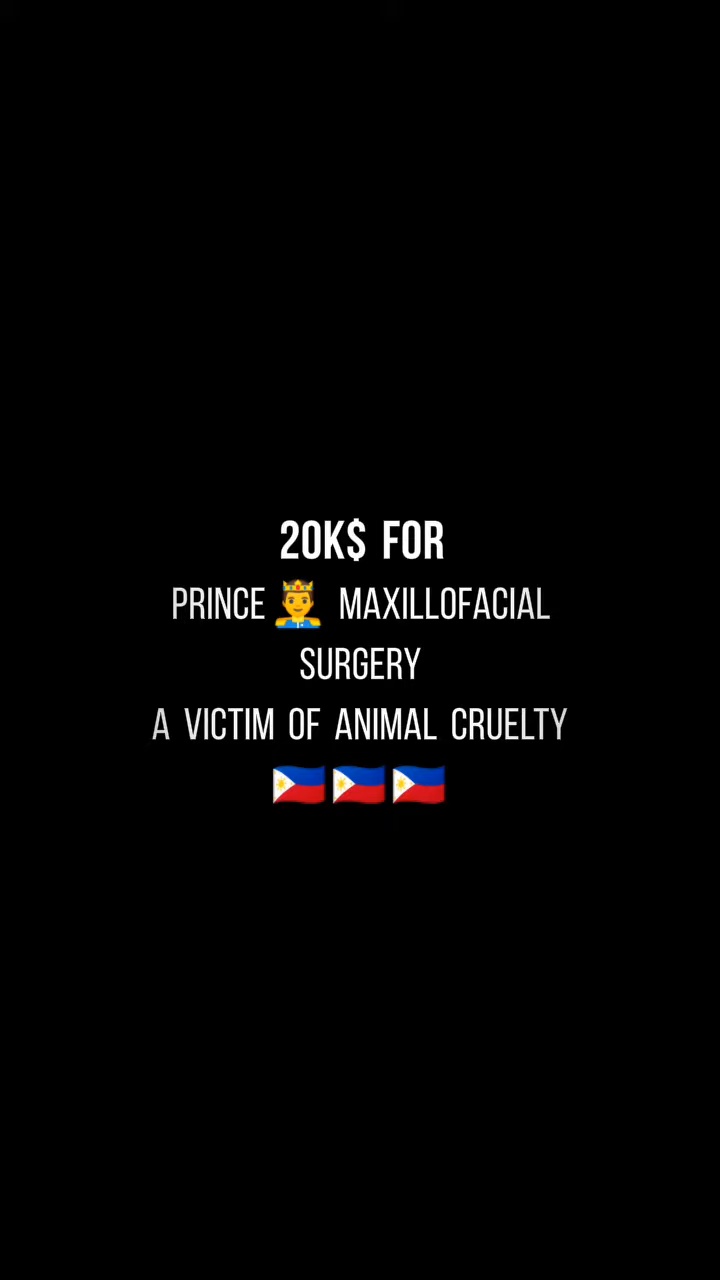 20K$ FOR
PRINCE 🤴 MAXILLOFACIAL
SURGERY
A VICTIM OF ANIMAL CRUELTY
🇵🇭🇵🇭🇵🇭